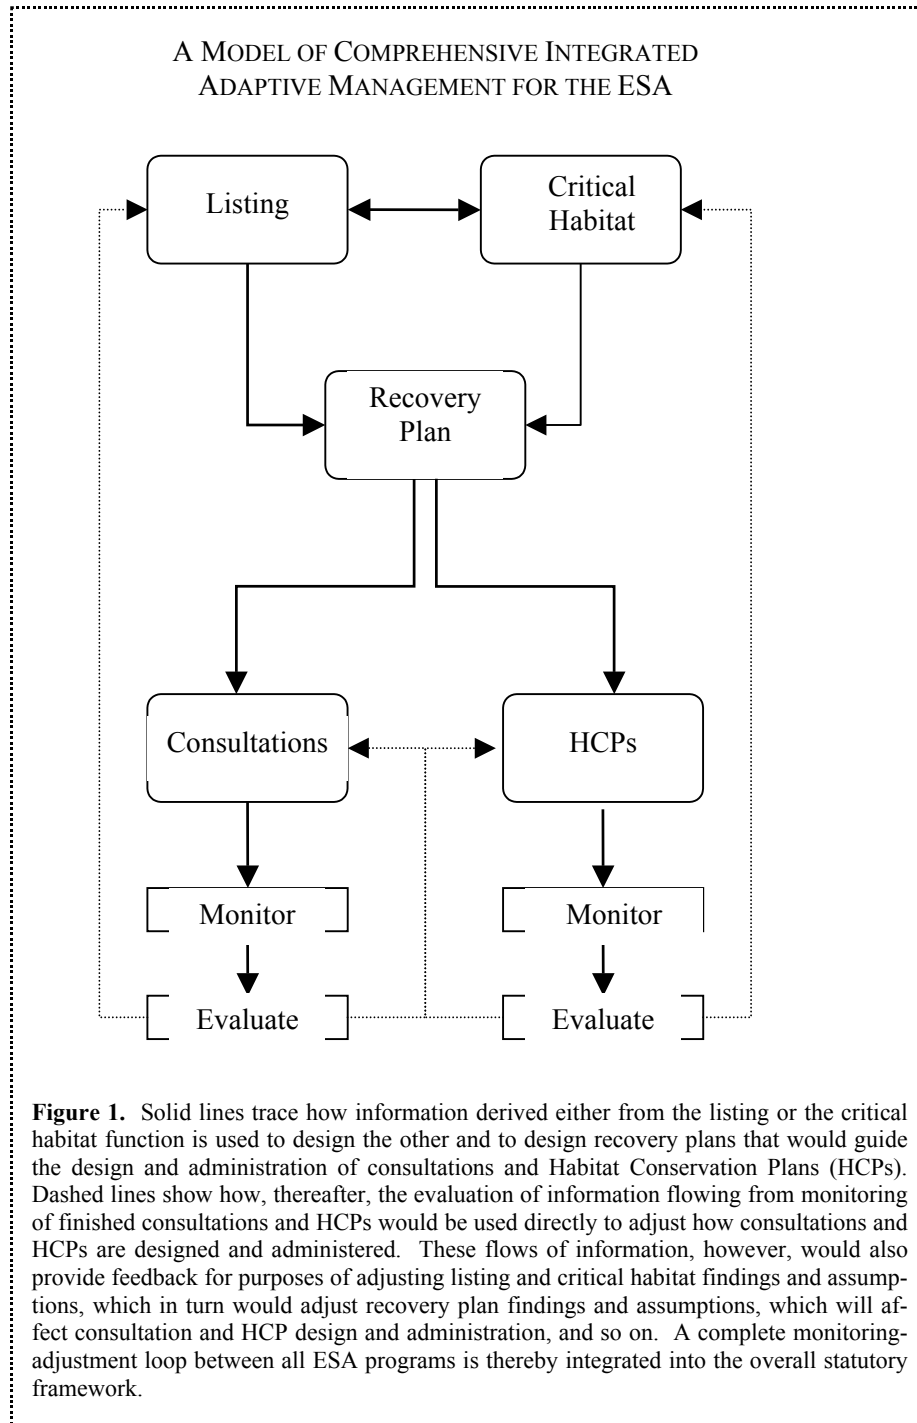 A MODEL OF COMPREHENSIVE INTEGRATED
ADAPTIVE MANAGEMENT FOR THE ESA
Listing
Critical
Habitat
Recovery
Plan
Consultations
HCPs
Monitor
Monitor
Evaluate
Evaluate
Figure 1. Solid lines trace how information derived either from the listing or the critical
habitat function is used to design the other and to design recovery plans that would guide
the design and administration of consultations and Habitat Conservation Plans (HCPs).
Dashed lines show how, thereafter, the evaluation of information flowing from monitoring
of finished consultations and HCPs would be used directly to adjust how consultations and
HCPs are designed and administered. These flows of information, however, would also
provide feedback for purposes of adjusting listing and critical habitat findings and assump-
tions, which in turn would adjust recovery plan findings and assumptions, which will af-
fect consultation and HCP design and administration, and so on. A complete monitoring-
adjustment loop between all ESA programs is thereby integrated into the overall statutory
framework.